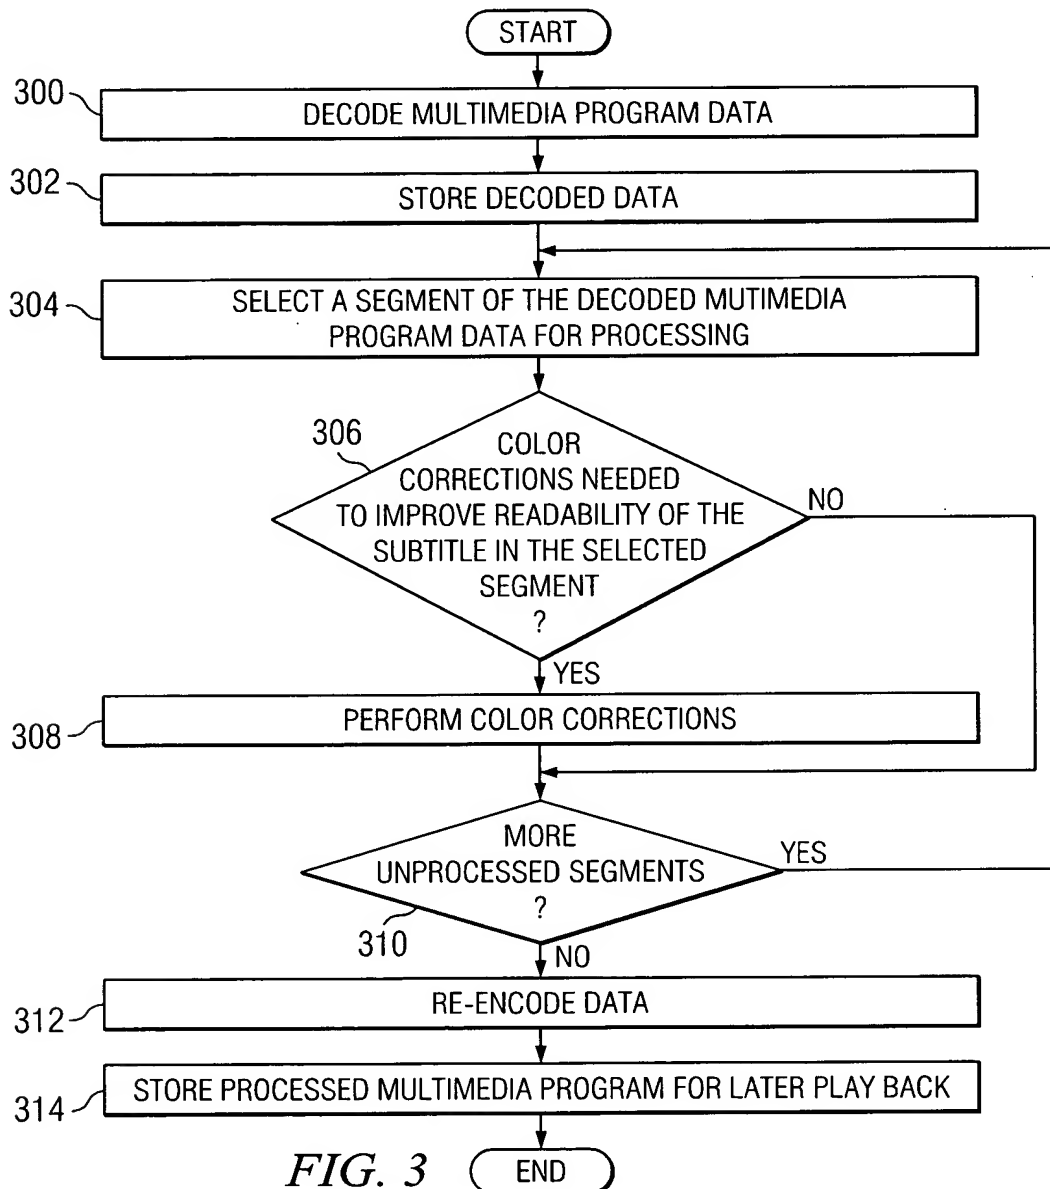 START
300
DECODE MULTIMEDIA PROGRAM DATA
302
STORE DECODED DATA
304
SELECT A SEGMENT OF THE DECODED MUTIMEDIA
PROGRAM DATA FOR PROCESSING
306
COLOR
CORRECTIONS NEEDED
TO IMPROVE READABILITY OF THE
SUBTITLE IN THE SELECTED
SEGMENT
?
NO
YES
308
PERFORM COLOR CORRECTIONS
MORE
UNPROCESSED SEGMENTS
?
YES
310
NO
312
RE-ENCODE DATA
314
STORE PROCESSED MULTIMEDIA PROGRAM FOR LATER PLAY BACK
FIG. 3
END